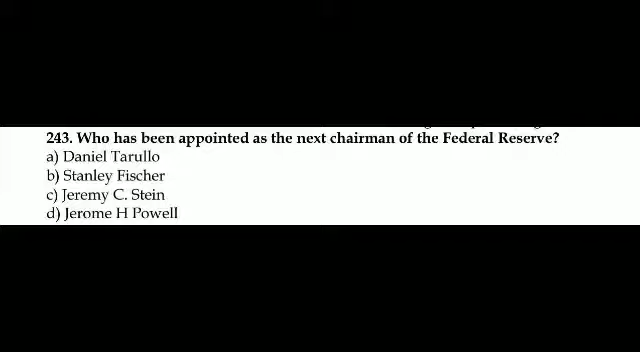 243. Who has been appointed as the next chairman of the Federal Reserve?
a) Daniel Tarullo
b) Stanley Fischer
c) Jeremy C. Stein
d) Jerome H Powell